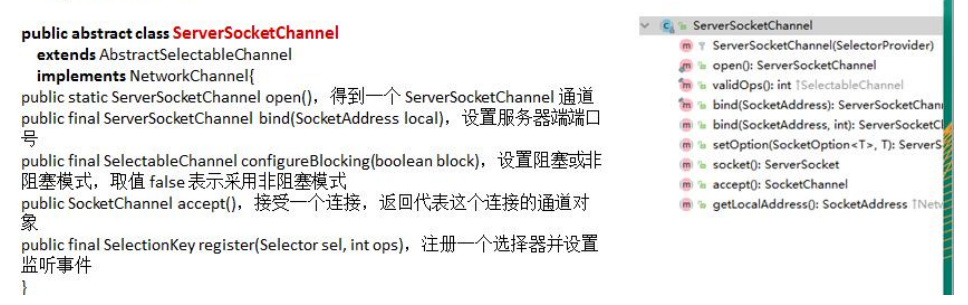 public abstract class ServerSocketChannel
extends AbstractSelectableChannel
implements NetworkChannel{
public static ServerSocketChannel open()，得到一个 ServerSocketChannel 通道
public final ServerSocketChannel bind(SocketAddress local)，设置服务器端端口
号
public final SelectableChannel configureBlocking(boolean block)，设置阻塞或非
阻塞模式，取值 false 表示采用非阻塞模式
public SocketChannel accept()，接受一个连接，返回代表这个连接的通道对
象
public final SelectionKey register(Selector sel, int ops)，注册一个选择器并设置
监听事件
}
ServerSocketChannel
ServerSocketChannel(SelectorProvider)
open(): ServerSocketChannel
validOps(): int ↑SelectableChannel
bind(SocketAddress): ServerSocketChan
bind(SocketAddress, int): ServerSocketCl
setOption(SocketOption<T>, T): ServerS
socket(): ServerSocket
accept(): SocketChannel
getLocalAddress(): SocketAddress ↑Netw